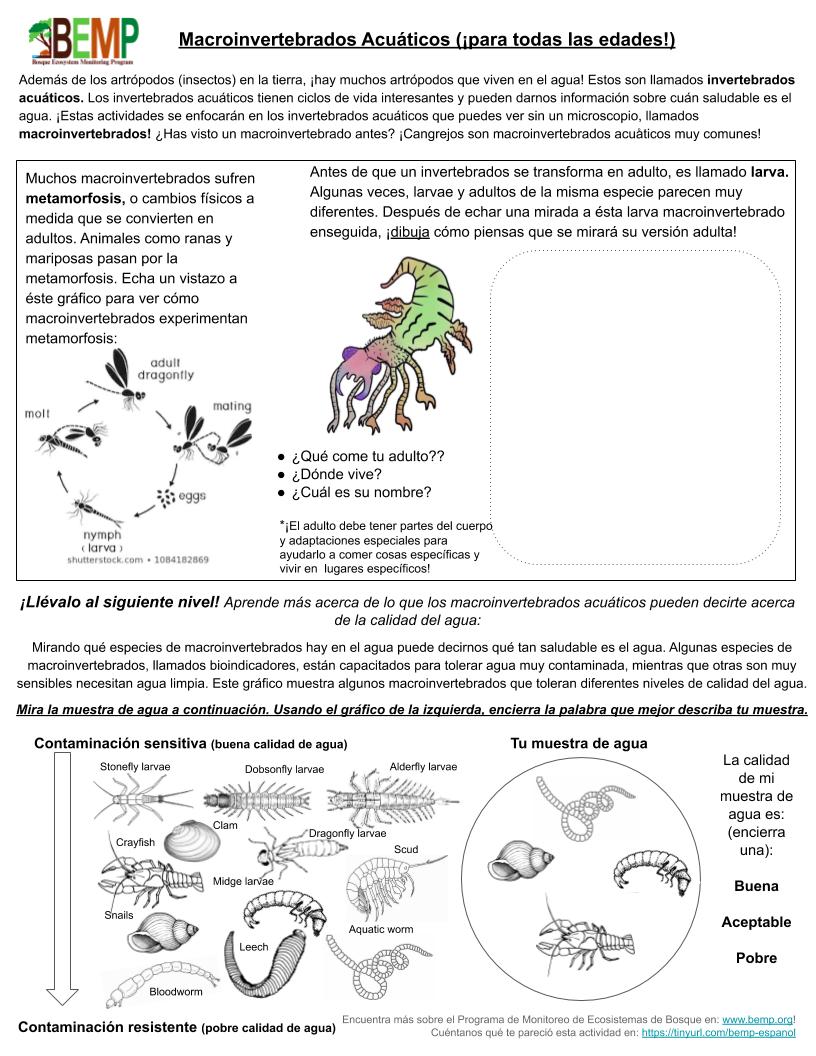 BEMP
Bosque Ecosystem Monitoring Program
Macroinvertebrados Acuáticos (¡para todas las edades!)
Además de los artrópodos (insectos) en la tierra, ¡hay muchos artrópodos que viven en el agua! Estos son llamados invertebrados
acuáticos. Los invertebrados acuáticos tienen ciclos de vida interesantes y pueden darnos información sobre cuán saludable es el
agua. ¡Estas actividades se enfocarán en los invertebrados acuáticos que puedes ver sin un microscopio, llamados
macroinvertebrados! ¿Has visto un macroinvertebrado antes? ¡Cangrejos son macroinvertebrados acuáticos muy comunes!
Muchos macroinvertebrados sufren
metamorfosis, o cambios físicos a
medida que se convierten en
adultos. Animales como ranas y
mariposas pasan por la
metamorfosis. Echa un vistazo a
éste gráfico para ver cómo
macroinvertebrados experimentan
metamorfosis:
adult
dragonfly
mating
molt
eggs
nymph
(larva)
shutterstock.com • 1084182869
Antes de que un invertebrados se transforma en adulto, es llamado larva.
Algunas veces, larvae y adultos de la misma especie parecen muy
diferentes. Después de echar una mirada a ésta larva macroinvertebrado
enseguida, ¡dibuja cómo piensas que se mirará su versión adulta!
● ¿Qué come tu adulto??
● ¿Dónde vive?
● ¿Cuál es su nombre?
*¡El adulto debe tener partes del cuerpo
y adaptaciones especiales para
ayudarlo a comer cosas específicas y
vivir en lugares específicos!
¡Llévalo al siguiente nivel! Aprende más acerca de lo que los macroinvertebrados acuáticos pueden decirte acerca
de la calidad del agua:
Mirando qué especies de macroinvertebrados hay en el agua puede decirnos qué tan saludable es el agua. Algunas especies de
macroinvertebrados, llamados bioindicadores, están capacitados para tolerar agua muy contaminada, mientras que otras son muy
sensibles necesitan agua limpia. Este gráfico muestra algunos macroinvertebrados que toleran diferentes niveles de calidad del agua.
Mira la muestra de agua a continuación. Usando el gráfico de la izquierda, encierra la palabra que mejor describa tu muestra.
Contaminación sensitiva (buena calidad de agua)
Stonefly larvae
Dobsonfly larvae
Alderfly larvae
Clam
Dragonfly larvae
Crayfish
Scud
Midge larvae
Snails
Aquatic worm
Leech
Bloodworm
Contaminación resistente (pobre calidad de agua)
Tu muestra de agua
La calidad
de mi
muestra de
agua es:
(encierra
una):
Buena
Aceptable
Pobre
Encuentra más sobre el Programa de Monitoreo de Ecosistemas de Bosque en: www.bemp.org!
Cuéntanos qué te pareció esta actividad en: https://tinyurl.com/bemp-espanol